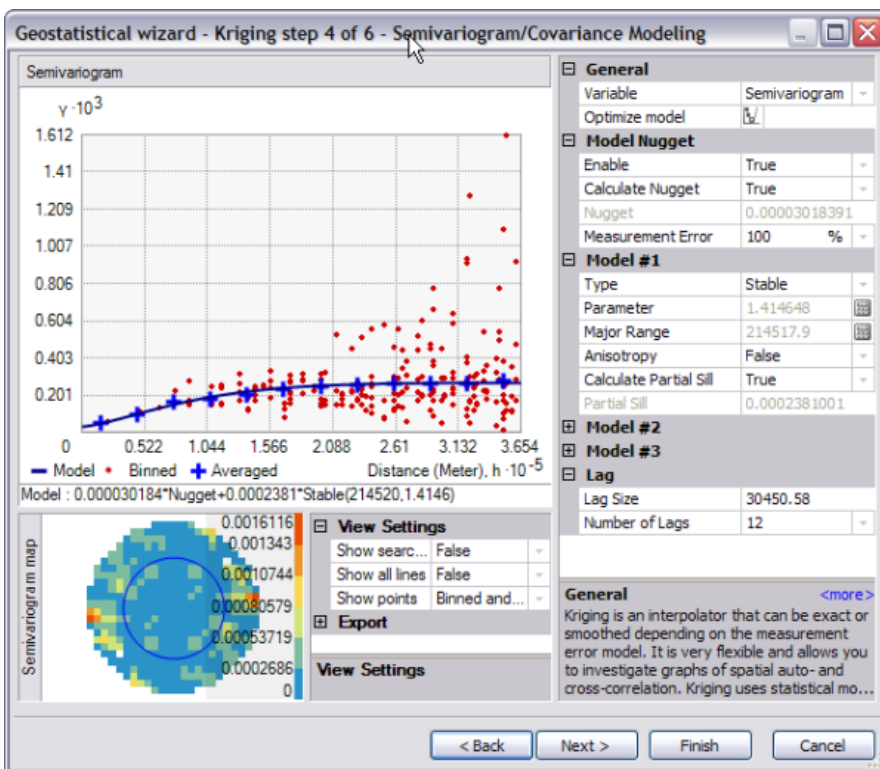 Geostatistical wizard - Kriging step 4 of 6 - Semivariogram/Covariance Modeling
Semivariogram
γ ·10³
1.612
1.41
1.209
1.007
0.806
0.604
0.403
0.201
0 0.522 1.044 1.566 2.088 2.61 3.132 3.654
Model Binned Averaged Distance (Meter), h ·10⁻⁵
Model : 0.000030184*Nugget+0.0002381*Stable(214520,1.4146)
Semivariogram map
0.0016116
0.001343
0.0010744
0.00080579
0.00053719
0.0002686
0
View Settings
Show searc... False
Show all lines False
Show points Binned and...
Export
View Settings
General
Variable Semivariogram
Optimize model
Model Nugget
Enable True
Calculate Nugget True
Nugget 0.00003018391
Measurement Error 100 %
Model #1
Type Stable
Parameter 1.414648
Major Range 214517.9
Anisotropy False
Calculate Partial Sill True
Partial Sill 0.0002381001
Model #2
Model #3
Lag
Lag Size 30450.58
Number of Lags 12
General <more>
Kriging is an interpolator that can be exact or
smoothed depending on the measurement
error model. It is very flexible and allows you
to investigate graphs of spatial auto- and
cross-correlation. Kriging uses statistical mo...
< Back Next > Finish Cancel